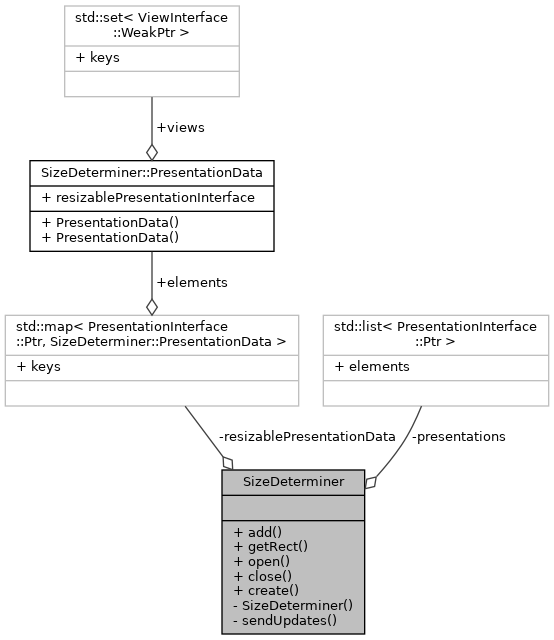 std::set< ViewInterface
::WeakPtr >
+ keys
+views
SizeDeterminer::PresentationData
+ resizablePresentationInterface
+ PresentationData()
+ PresentationData()
+elements
std::map< PresentationInterface
::Ptr, SizeDeterminer::PresentationData >
+ keys
std::list< PresentationInterface
::Ptr >
+ elements
-resizablePresentationData
-presentations
SizeDeterminer
+ add()
+ getRect()
+ open()
+ close()
+ create()
- SizeDeterminer()
- sendUpdates()